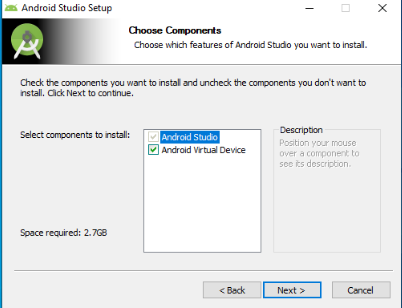 Android Studio Setup
Choose Components
Choose which features of Android Studio you want to install.
Check the components you want to install and uncheck the components you don't want to
install. Click Next to continue.
Select components to install:
Android Studio
Android Virtual Device
Description
Position your mouse
over a component to
see its description.
Space required: 2.7GB
< Back
Next >
Cancel